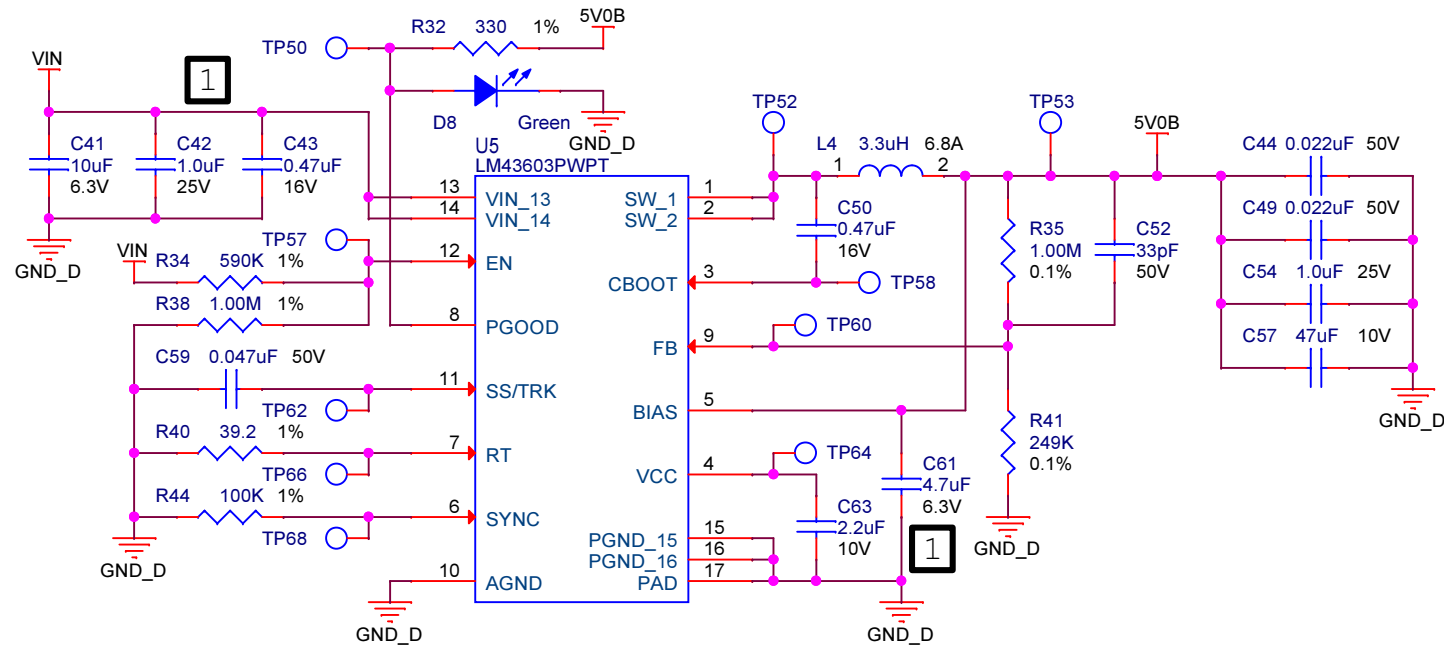 R32 330 1% 5V0B
TP50
VIN
1
D8 Green
GND_D
C41 10uF 6.3V
C42 1.0uF 25V
C43 0.47uF 16V
GND_D
U5
LM43603PWPT
13 VIN_13
14 VIN_14
12 EN
8 PGOOD
11 SS/TRK
7 RT
6 SYNC
10 AGND
SW_1 1
SW_2 2
CBOOT 3
FB 9
BIAS 5
VCC 4
PGND_15 15
PGND_16 16
PAD 17
TP57
VIN
R34 590K 1%
R38 1.00M 1%
C59 0.047uF 50V
TP62
R40 39.2 1%
TP66
R44 100K 1%
TP68
GND_D
GND_D
TP52
L4 3.3uH 6.8A
1 2
TP53
5V0B
C50 0.47uF 16V
TP58
TP60
R35 1.00M 0.1%
C52 33pF 50V
R41 249K 0.1%
GND_D
TP64
C61 4.7uF 6.3V
C63 2.2uF 10V
1
GND_D
C44 0.022uF 50V
C49 0.022uF 50V
C54 1.0uF 25V
C57 47uF 10V
GND_D